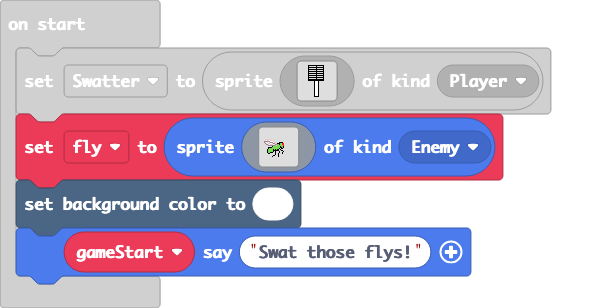 on start
set Swatter to sprite of kind Player
set fly to sprite of kind Enemy
set background color to
gameStart say "Swat those flys!"